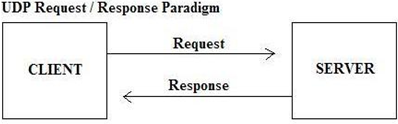 UDP Request / Response Paradigm
Request
CLIENT
SERVER
Response